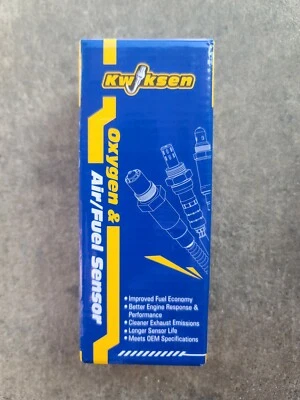 Kwiksen
Oxygen &
Air/Fuel Sensor
• Improved Fuel Economy
• Better Engine Response &
Performance
• Cleaner Exhaust Emissions
• Longer Sensor Life
• Meets OEM Specifications